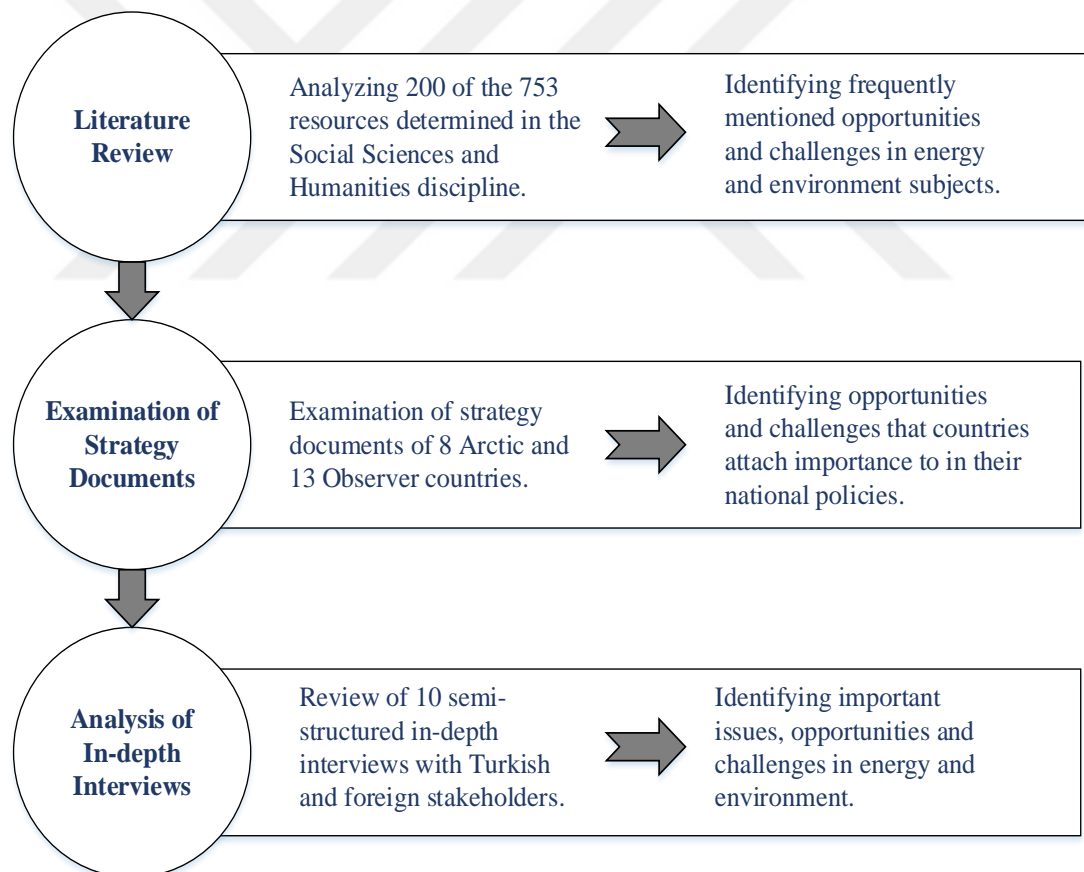 Literature
Review
Analyzing 200 of the 753
resources determined in the
Social Sciences and
Humanities discipline.
Identifying frequently
mentioned opportunities
and challenges in energy
and environment subjects.
Examination of
Strategy
Documents
Examination of strategy
documents of 8 Arctic and
13 Observer countries.
Identifying opportunities
and challenges that countries
attach importance to in their
national policies.
Analysis of
In-depth
Interviews
Review of 10 semi-
structured in-depth
interviews with Turkish
and foreign stakeholders.
Identifying important
issues, opportunities and
challenges in energy and
environment.